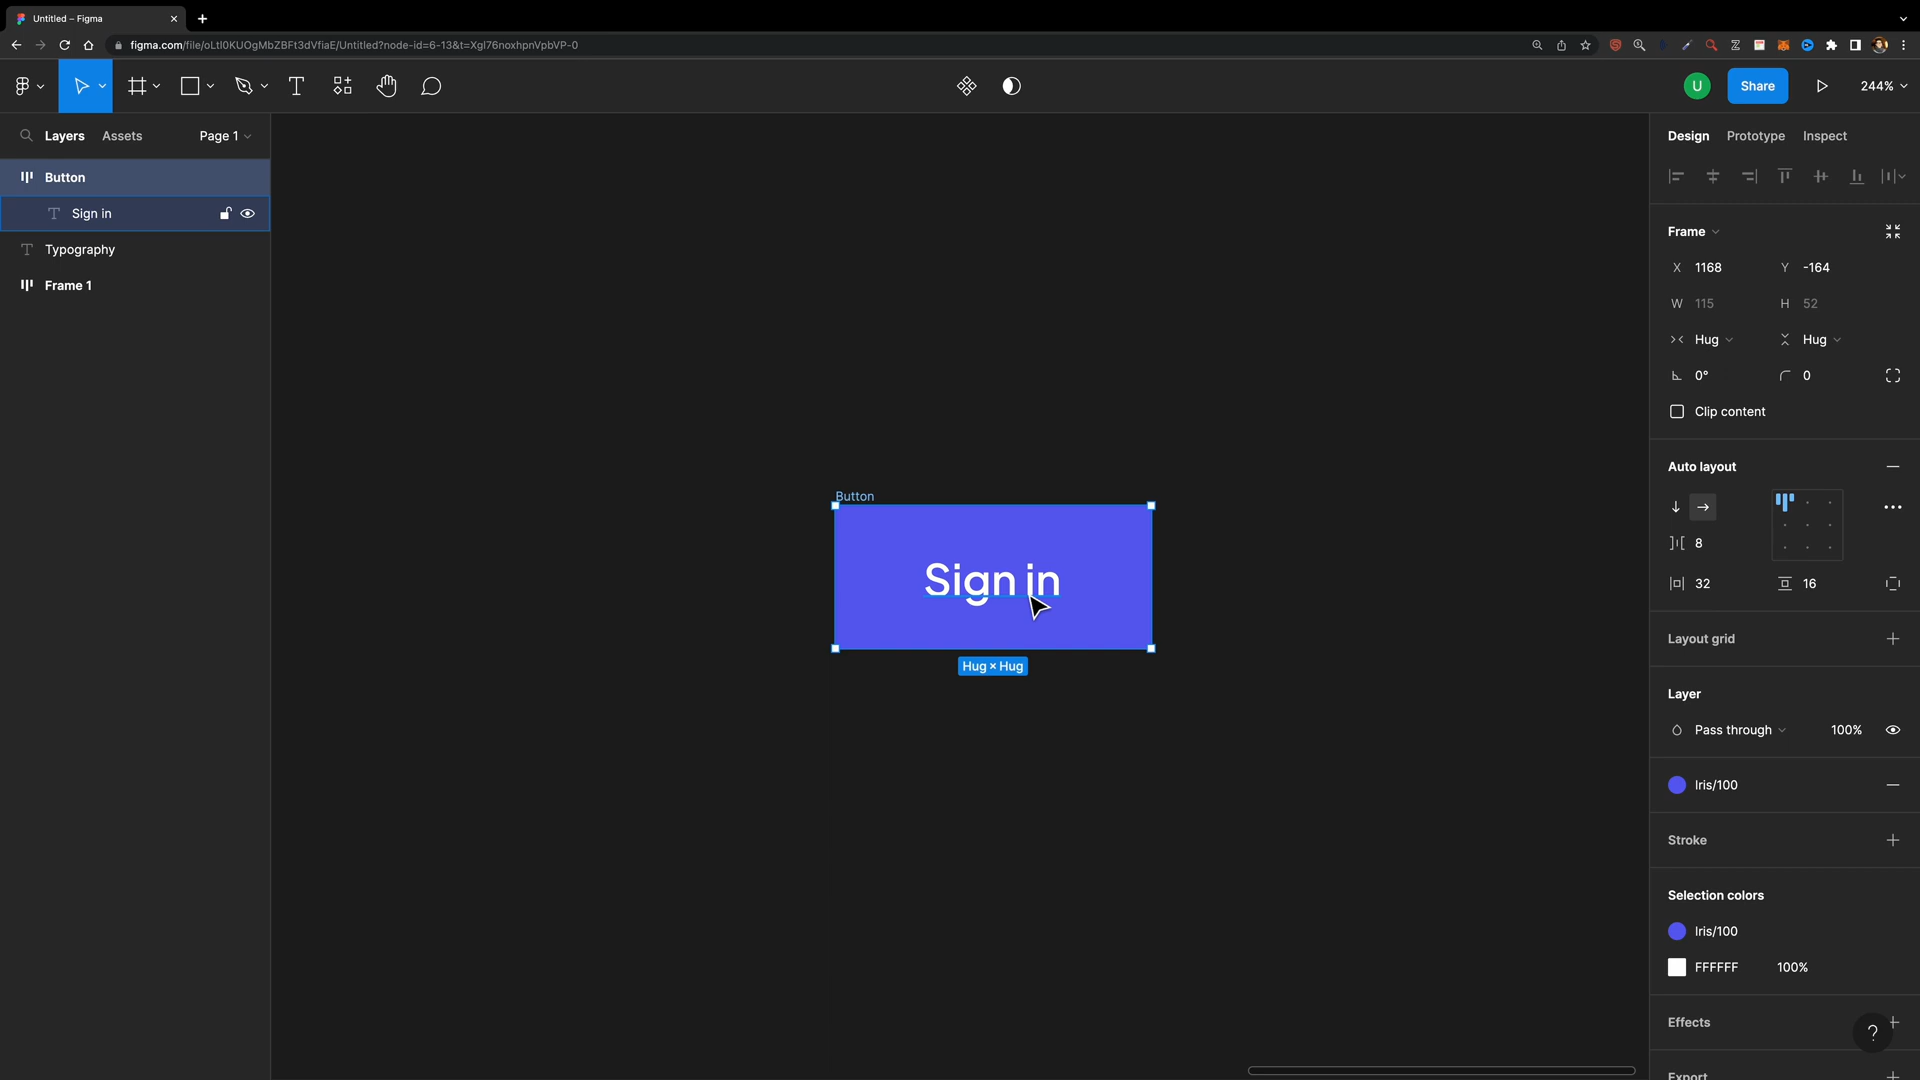 Untitled – Figma
figma.com/file/oLtl0KUOgMbZBFt3dVfiaE/Untitled?node-id=6-13&t=Xgl76noxhpnVpbVP-0
U
Share
244%
Layers Assets Page 1
Button
Sign in
Typography
Frame 1
Button
Sign in
Hug × Hug
Design Prototype Inspect
Frame
X 1168 Y -164
W 115 H 52
Hug Hug
0° 0
Clip content
Auto layout
8
32 16
Layout grid
Layer
Pass through 100%
Iris/100
Stroke
Selection colors
Iris/100
FFFFFF 100%
Effects
?
Export